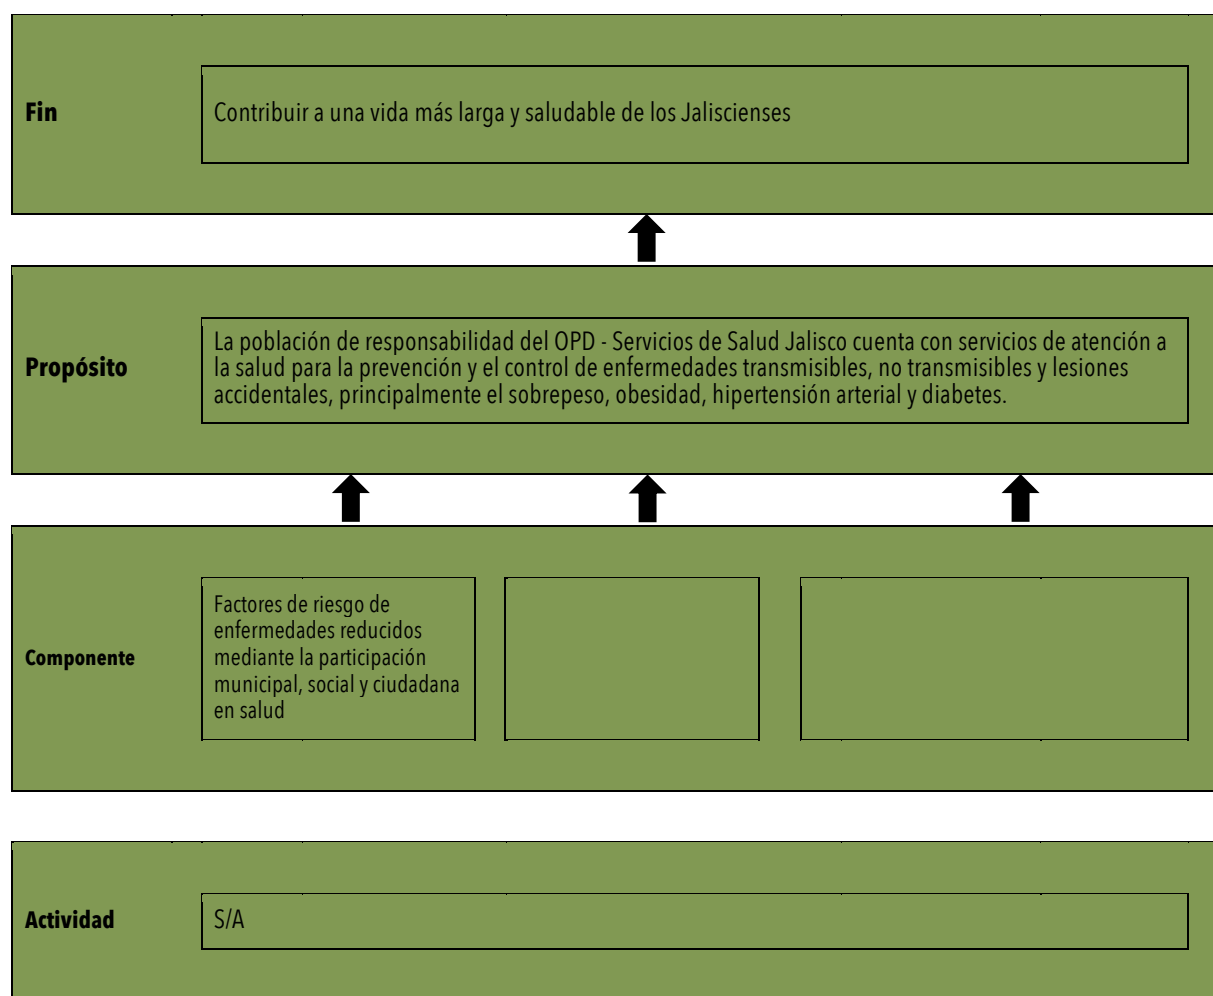 Fin
Contribuir a una vida más larga y saludable de los Jaliscienses
Propósito
La población de responsabilidad del OPD - Servicios de Salud Jalisco cuenta con servicios de atención a
la salud para la prevención y el control de enfermedades transmisibles, no transmisibles y lesiones
accidentales, principalmente el sobrepeso, obesidad, hipertensión arterial y diabetes.
Componente
Factores de riesgo de
enfermedades reducidos
mediante la participación
municipal, social y ciudadana
en salud
Actividad
S/A